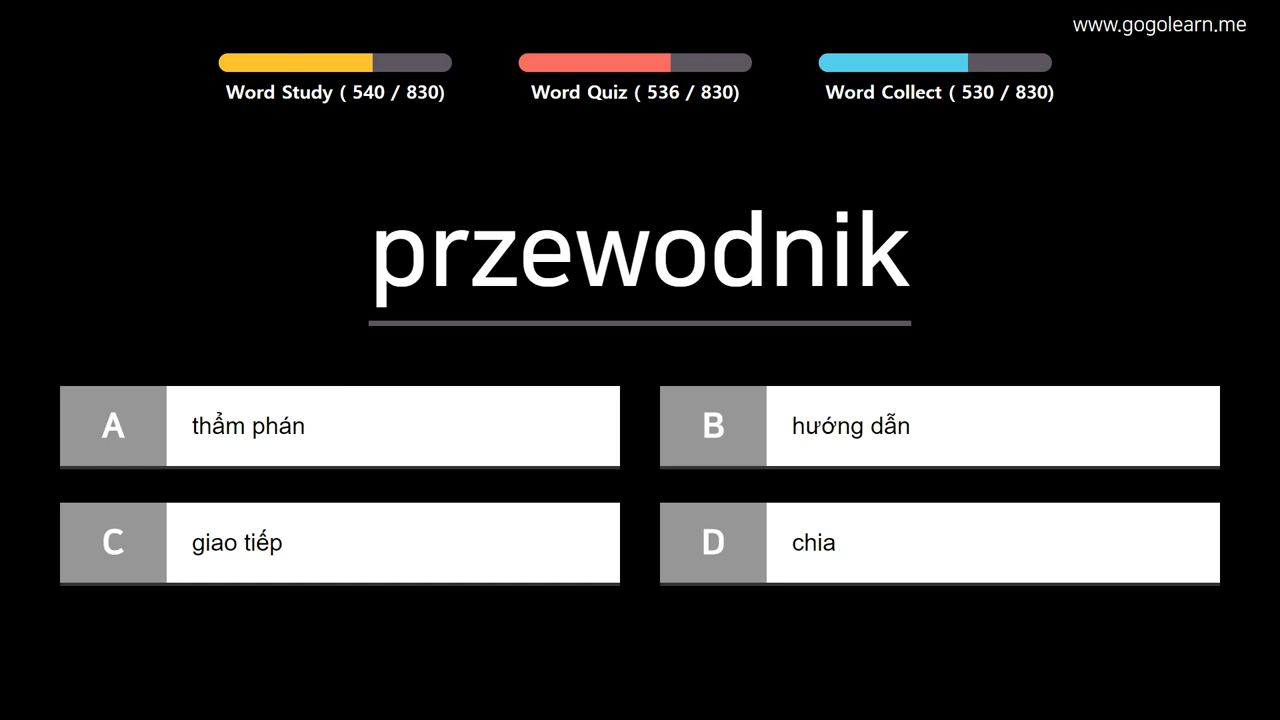 www.gogolearn.me
Word Study ( 540 / 830)
Word Quiz ( 536 / 830)
Word Collect ( 530 / 830)
przewodnik
A thẩm phán
B hướng dẫn
C giao tiếp
D chia